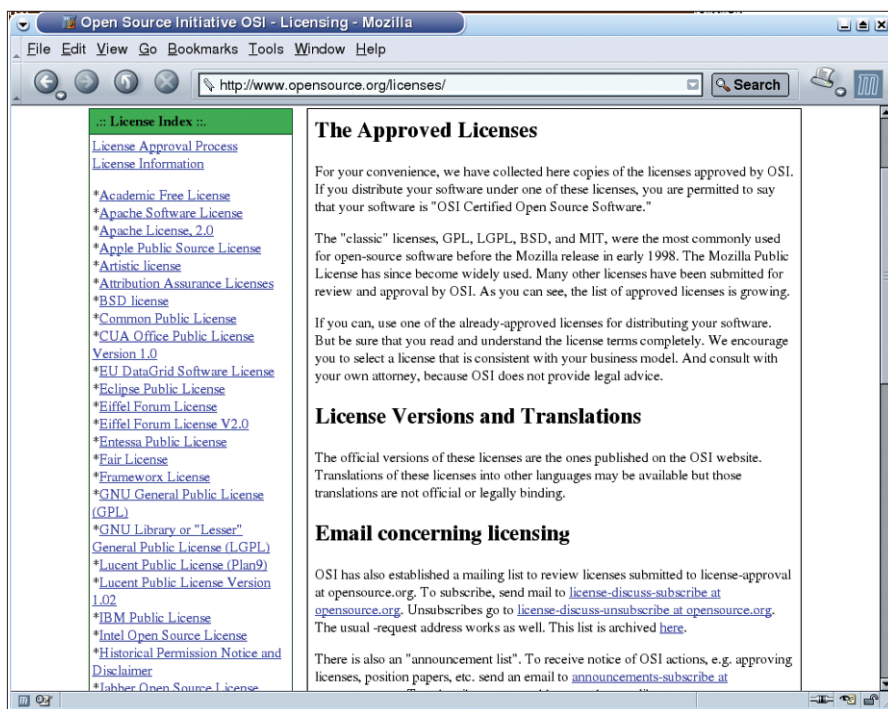 Open Source Initiative OSI - Licensing - Mozilla
File Edit View Go Bookmarks Tools Window Help
http://www.opensource.org/licenses/
Search
.:: License Index ::.
License Approval Process
License Information
*Academic Free License
*Apache Software License
*Apache License, 2.0
*Apple Public Source License
*Artistic license
*Attribution Assurance Licenses
*BSD license
*Common Public License
*CUA Office Public License
Version 1.0
*EU DataGrid Software License
*Eclipse Public License
*Eiffel Forum License
*Eiffel Forum License V2.0
*Entessa Public License
*Fair License
*Frameworx License
*GNU General Public License
(GPL)
*GNU Library or "Lesser"
General Public License (LGPL)
*Lucent Public License (Plan9)
*Lucent Public License Version
1.02
*IBM Public License
*Intel Open Source License
*Historical Permission Notice and
Disclaimer
*Jabber Open Source License
The Approved Licenses
For your convenience, we have collected here copies of the licenses approved by OSI.
If you distribute your software under one of these licenses, you are permitted to say
that your software is "OSI Certified Open Source Software."
The "classic" licenses, GPL, LGPL, BSD, and MIT, were the most commonly used
for open-source software before the Mozilla release in early 1998. The Mozilla Public
License has since become widely used. Many other licenses have been submitted for
review and approval by OSI. As you can see, the list of approved licenses is growing.
If you can, use one of the already-approved licenses for distributing your software.
But be sure that you read and understand the license terms completely. We encourage
you to select a license that is consistent with your business model. And consult with
your own attorney, because OSI does not provide legal advice.
License Versions and Translations
The official versions of these licenses are the ones published on the OSI website.
Translations of these licenses into other languages may be available but those
translations are not official or legally binding.
Email concerning licensing
OSI has also established a mailing list to review licenses submitted to license-approval
at opensource.org. To subscribe, send mail to license-discuss-subscribe at
opensource.org. Unsubscribes go to license-discuss-unsubscribe at opensource.org.
The usual -request address works as well. This list is archived here.
There is also an "announcement list". To receive notice of OSI actions, e.g. approving
licenses, position papers, etc. send an email to announcements-subscribe at